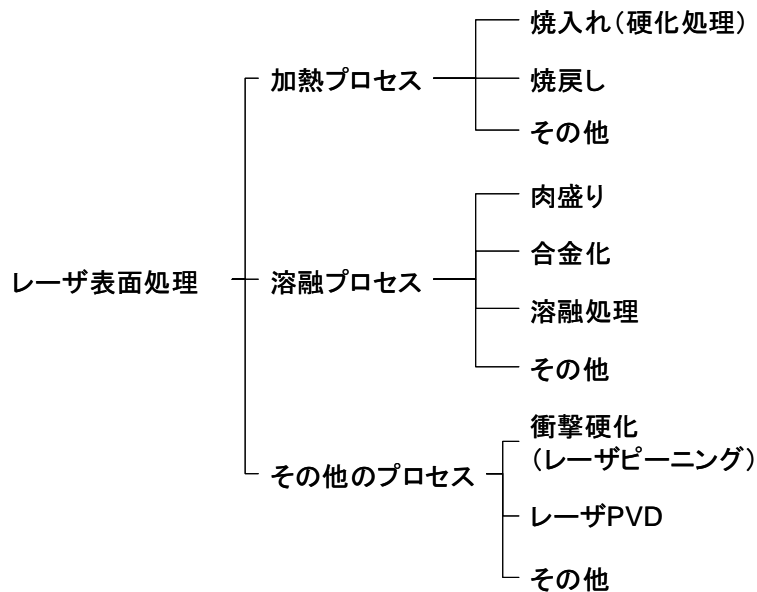 レーザ表面処理
加熱プロセス
焼入れ(硬化処理)
焼戻し
その他
溶融プロセス
肉盛り
合金化
溶融処理
その他
その他のプロセス
衝撃硬化
(レーザピーニング)
レーザPVD
その他